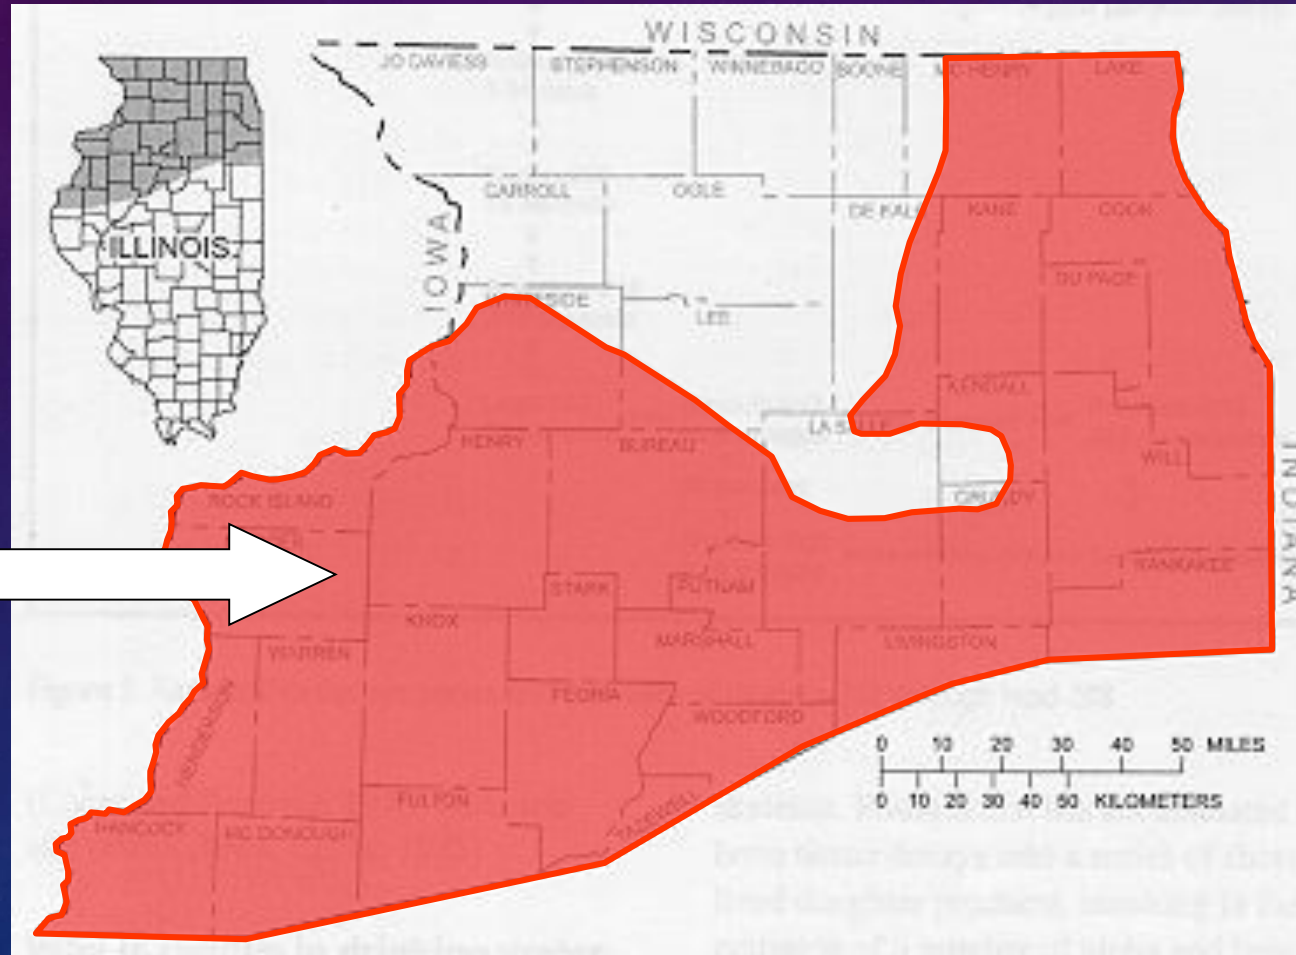 WISCONSIN
JO DAVIESS
STEPHENSON
WINNEBAGO
BOONE
MC HENRY
LAKE
CARROLL
OGLE
DE KALB
KANE
COOK
ILLINOIS
IOWA
DU PAGE
WHITESIDE
LEE
KENDALL
LA SALLE
HENRY
BUREAU
WILL
INDIANA
ROCK ISLAND
GRUNDY
KANKAKEE
STARK
PUTNAM
KNOX
MARSHALL
LIVINGSTON
WARREN
PEORIA
WOODFORD
HENDERSON
0 10 20 30 40 50 MILES
0 10 20 30 40 50 KILOMETERS
FULTON
TAZEWELL
HANCOCK
MC DONOUGH